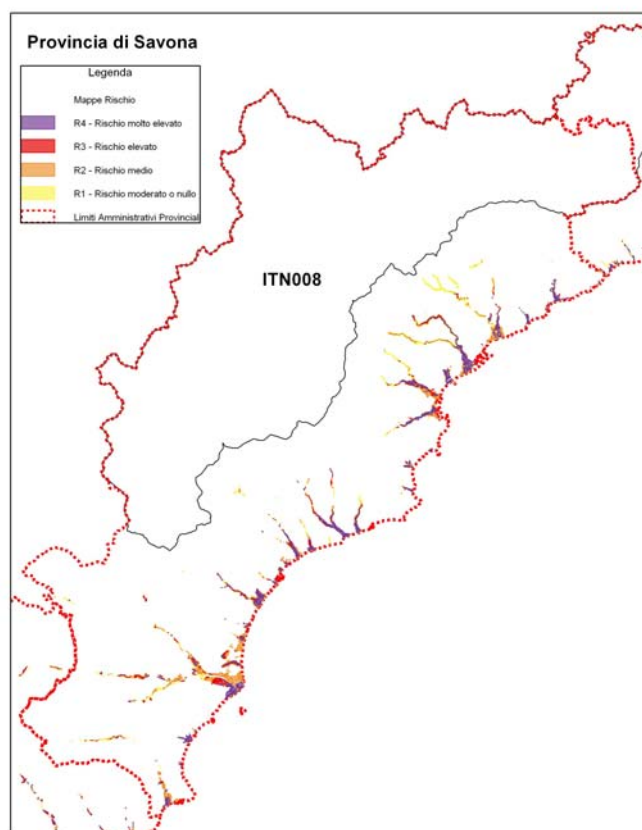 Provincia di Savona
Legenda
Mappe Rischio
R4 - Rischio molto elevato
R3 - Rischio elevato
R2 - Rischio medio
R1 - Rischio moderato o nullo
Limiti Amministrativi Provincial
ITN008